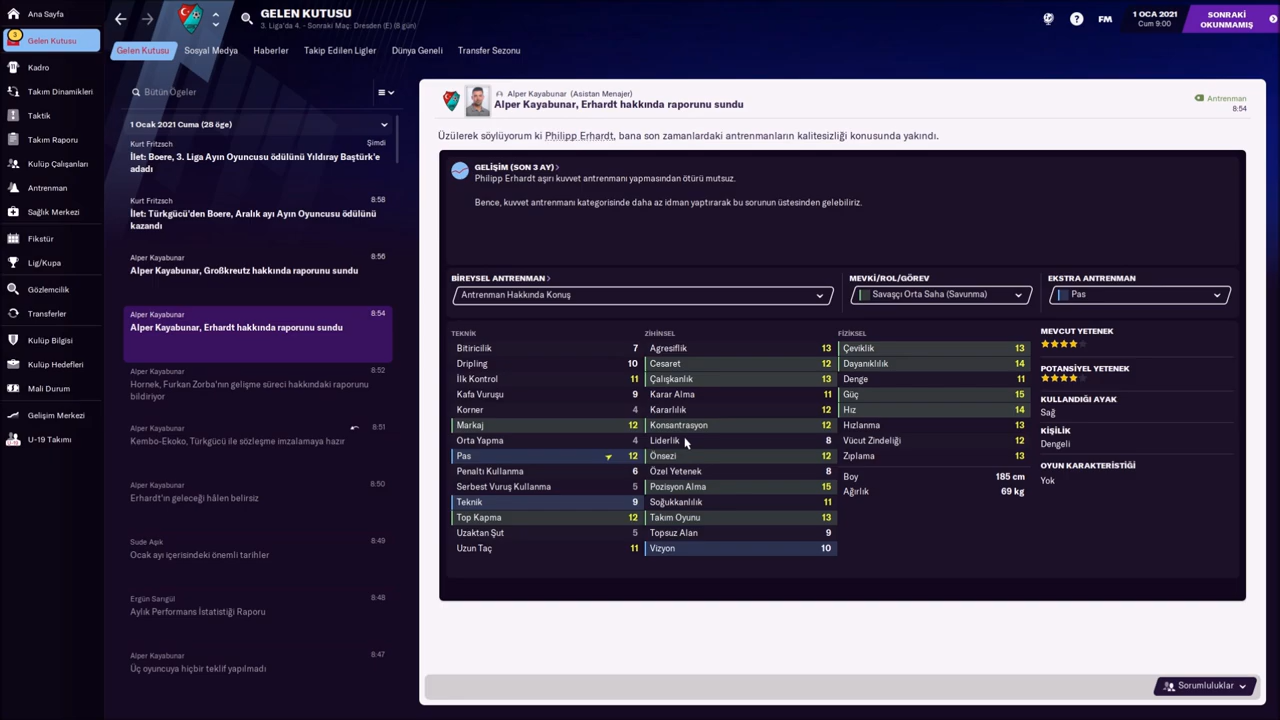 Ana Sayfa
3
Gelen Kutusu
Kadro
Takım Dinamikleri
Taktik
Takım Raporu
Kulüp Çalışanları
Antrenman
Sağlık Merkezi
Fikstür
Lig/Kupa
Gözlemcilik
Transferler
Kulüp Bilgisi
Kulüp Hedefleri
Mali Durum
Gelişim Merkezi
U-19 Takımı
GELEN KUTUSU
3. Liga'da 4. - Sonraki Maç: Dresden (E) (8 gün)
FM
1 OCA 2021
Cum 9:00
SONRAKİ
OKUNMAMIŞ
Gelen Kutusu
Sosyal Medya
Haberler
Takip Edilen Ligler
Dünya Geneli
Transfer Sezonu
Bütün Ögeler
1 Ocak 2021 Cuma (28 öge)
Kurt Fritzsch
Şimdi
İlet: Boere, 3. Liga Ayın Oyuncusu ödülünü Yıldıray Baştürk'e
adadı
Kurt Fritzsch
8:58
İlet: Türkgücü'den Boere, Aralık ayı Ayın Oyuncusu ödülünü
kazandı
Alper Kayabunar
8:56
Alper Kayabunar, Großkreutz hakkında raporunu sundu
Alper Kayabunar
8:54
Alper Kayabunar, Erhardt hakkında raporunu sundu
Alper Kayabunar
8:52
Hornek, Furkan Zorba'nın gelişme süreci hakkındaki raporunu
bildiriyor
Alper Kayabunar
8:51
Kembo-Ekoko, Türkgücü ile sözleşme imzalamaya hazır
Alper Kayabunar
8:50
Erhardt'ın geleceği hâlen belirsiz
Sude Aşık
8:49
Ocak ayı içerisindeki önemli tarihler
Ergün Sarıgül
8:48
Aylık Performans İstatistiği Raporu
Alper Kayabunar
8:47
Üç oyuncuya hiçbir teklif yapılmadı
Alper Kayabunar (Asistan Menajer)
Alper Kayabunar, Erhardt hakkında raporunu sundu
Antrenman
8:54
Üzülerek söylüyorum ki Philipp Erhardt, bana son zamanlardaki antrenmanların kalitesizliği konusunda yakındı.
GELİŞİM (SON 3 AY)
Philipp Erhardt aşırı kuvvet antrenmanı yapmasından ötürü mutsuz.
Bence, kuvvet antrenmanı kategorisinde daha az idman yaptırarak bu sorunun üstesinden gelebiliriz.
BİREYSEL ANTRENMAN
Antrenman Hakkında Konuş
MEVKİ/ROL/GÖREV
Savaşçı Orta Saha (Savunma)
EKSTRA ANTRENMAN
Pas
TEKNİK
Bitiricilik 7
Dripling 10
İlk Kontrol 11
Kafa Vuruşu 9
Korner 4
Markaj 12
Orta Yapma 4
Pas 12
Penaltı Kullanma 6
Serbest Vuruş Kullanma 5
Teknik 9
Top Kapma 12
Uzaktan Şut 5
Uzun Taç 11
ZİHİNSEL
Agresiflik 13
Cesaret 12
Çalışkanlık 13
Karar Alma 11
Kararlılık 12
Konsantrasyon 12
Liderlik 8
Önsezi 12
Özel Yetenek 8
Pozisyon Alma 15
Soğukkanlılık 11
Takım Oyunu 13
Topsuz Alan 9
Vizyon 10
FİZİKSEL
Çeviklik 13
Dayanıklılık 14
Denge 11
Güç 15
Hız 14
Hızlanma 13
Vücut Zindeliği 12
Zıplama 13
Boy 185 cm
Ağırlık 69 kg
MEVCUT YETENEK
POTANSİYEL YETENEK
KULLANDIĞI AYAK
Sağ
KİŞİLİK
Dengeli
OYUN KARAKTERİSTİĞİ
Yok
Sorumluluklar